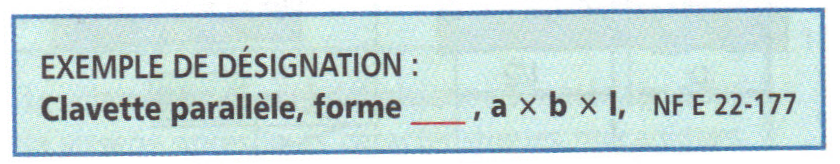 EXEMPLE DE DÉSIGNATION :
Clavette parallèle, forme ___ , a × b × l, NF E 22-177